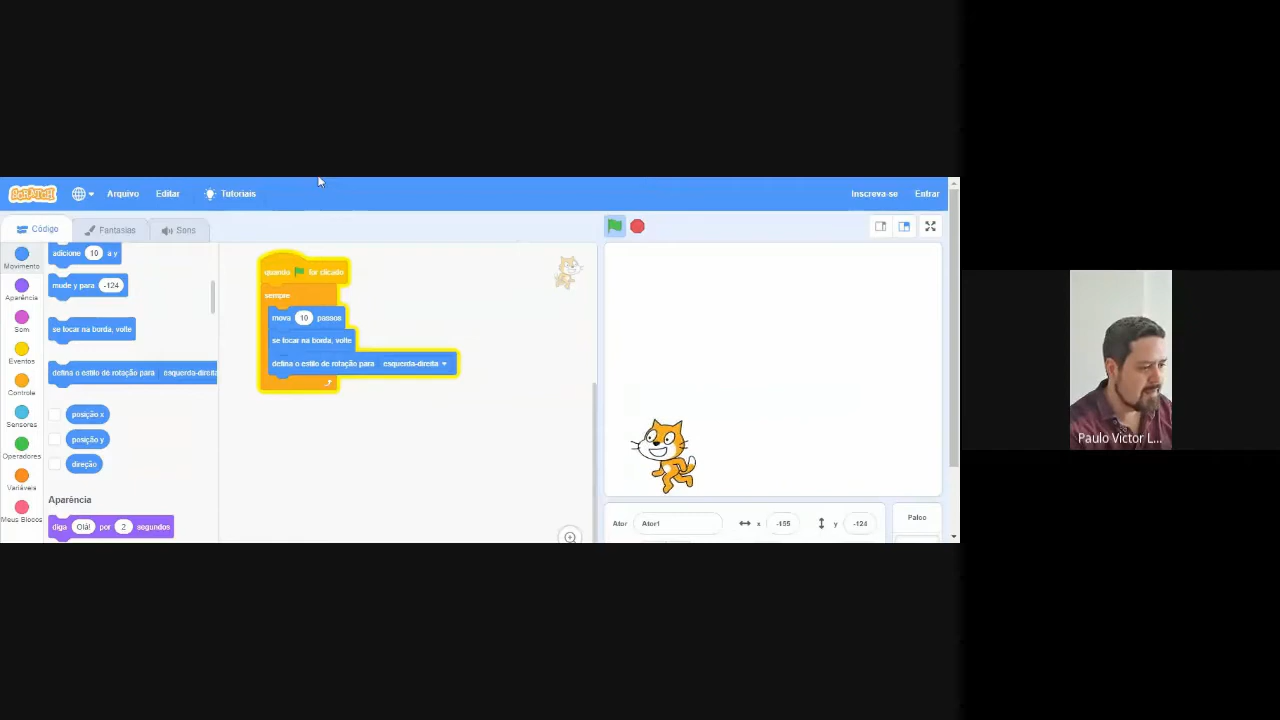 SCRATCH
Arquivo
Editar
Tutoriais
Inscreva-se
Entrar
Código
Fantasias
Sons
Movimento
Aparência
Som
Eventos
Controle
Sensores
Operadores
Variáveis
Meus Blocos
adicione 10 a y
mude y para -124
se tocar na borda, volte
defina o estilo de rotação para esquerda-direita
posição x
posição y
direção
Aparência
diga Olá! por 2 segundos
quando for clicado
sempre
mova 10 passos
se tocar na borda, volte
defina o estilo de rotação para esquerda-direita
Ator Ator1 x -155 y -124
Palco
Paulo Victor L...